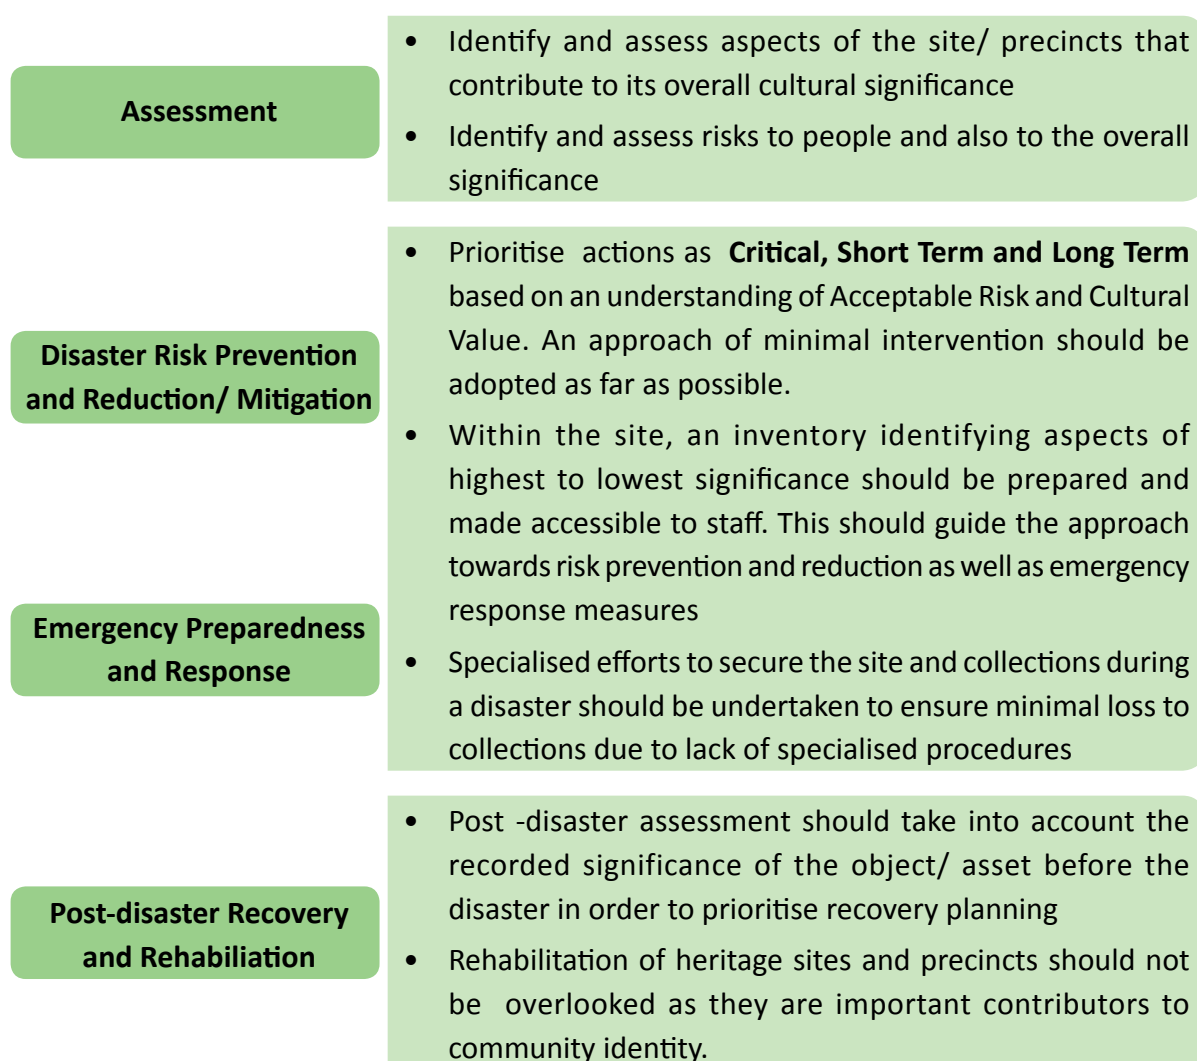 Assessment
• Identify and assess aspects of the site/ precincts that
contribute to its overall cultural significance
• Identify and assess risks to people and also to the overall
significance
Disaster Risk Prevention
and Reduction/ Mitigation
• Prioritise actions as Critical, Short Term and Long Term
based on an understanding of Acceptable Risk and Cultural
Value. An approach of minimal intervention should be
adopted as far as possible.
• Within the site, an inventory identifying aspects of
highest to lowest significance should be prepared and
made accessible to staff. This should guide the approach
towards risk prevention and reduction as well as emergency
response measures
Emergency Preparedness
and Response
• Specialised efforts to secure the site and collections during
a disaster should be undertaken to ensure minimal loss to
collections due to lack of specialised procedures
Post-disaster Recovery
and Rehabiliation
• Post -disaster assessment should take into account the
recorded significance of the object/ asset before the
disaster in order to prioritise recovery planning
• Rehabilitation of heritage sites and precincts should not
be overlooked as they are important contributors to
community identity.